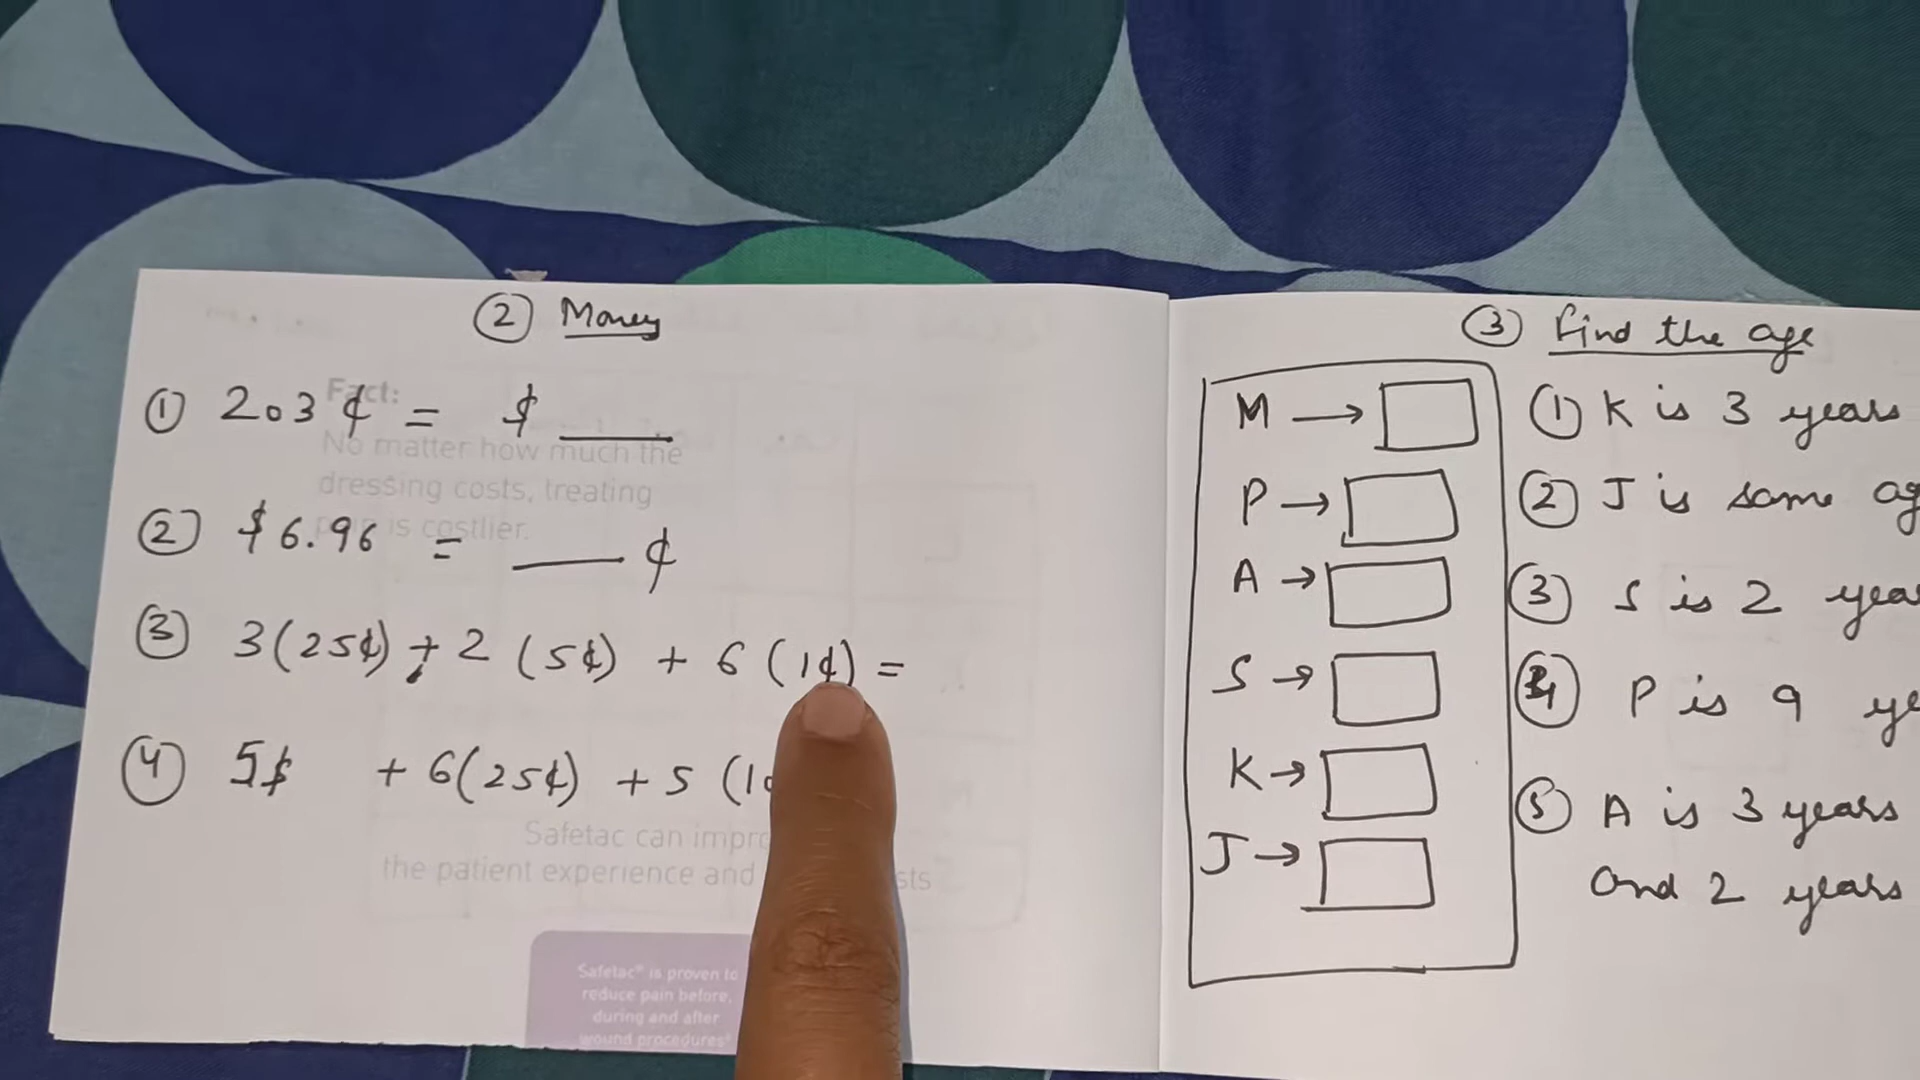 ② Money
① 203 ¢ = $ ____
② $6.96 = ____ ¢
③ 3(25¢) + 2 (5¢) + 6 (1¢) =
④ 5$ + 6(25¢) + 5 (1
Fact:
No matter how much the
dressing costs, treating
is costlier.
Safetac can
the patient experience and
Safetac® is proven to
reduce pain before,
during and after
wound procedures
③ Find the age
M →
P →
A →
S →
K →
J →
① K is 3 years
② J is same
③ S is 2
④ P is 9
⑤ A is 3 years
and 2 years